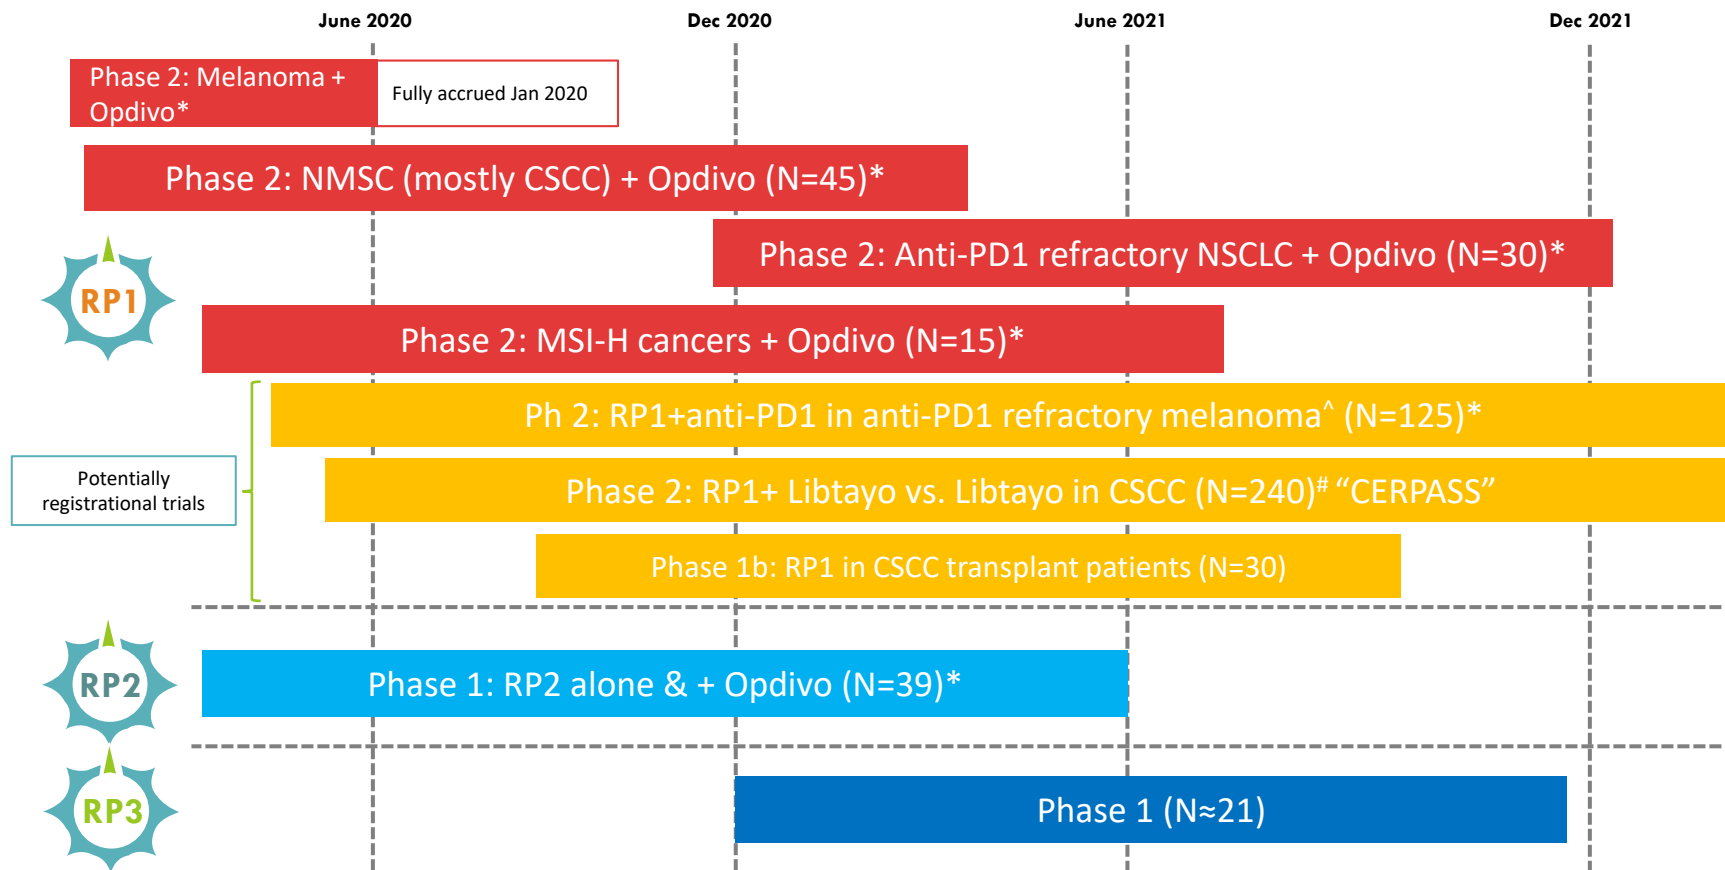 June 2020
Dec 2020
June 2021
Dec 2021
Phase 2: Melanoma +
Opdivo*
Fully accrued Jan 2020
Phase 2: NMSC (mostly CSCC) + Opdivo (N=45)*
Phase 2: Anti-PD1 refractory NSCLC + Opdivo (N=30)*
RP1
Phase 2: MSI-H cancers + Opdivo (N=15)*
Ph 2: RP1+anti-PD1 in anti-PD1 refractory melanoma^ (N=125)*
Potentially
registrational trials
Phase 2: RP1+ Libtayo vs. Libtayo in CSCC (N=240)# “CERPASS”
Phase 1b: RP1 in CSCC transplant patients (N=30)
RP2
Phase 1: RP2 alone & + Opdivo (N=39)*
RP3
Phase 1 (N≈21)